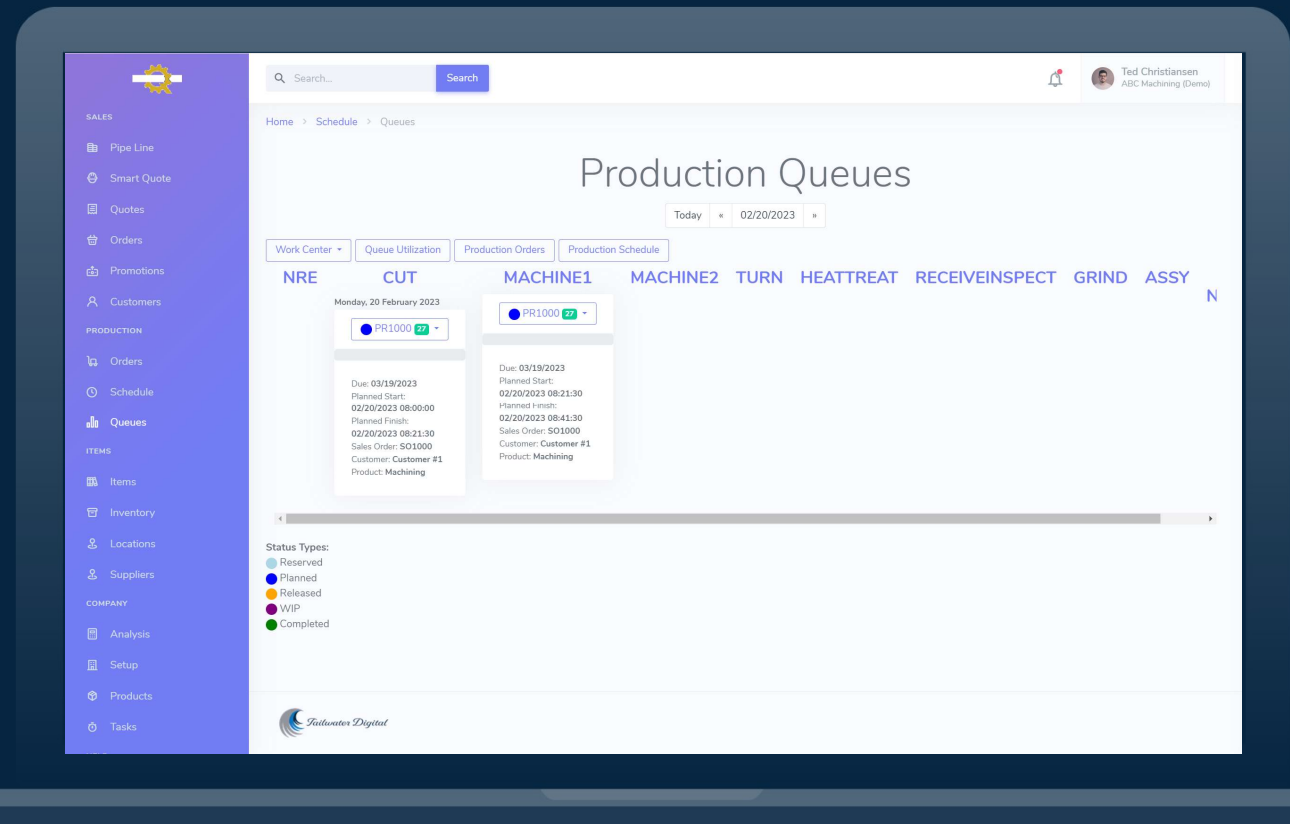 Search...
Search
Ted Christiansen
ABC Machining (Demo)
SALES
Pipe Line
Smart Quote
Quotes
Orders
Promotions
Customers
PRODUCTION
Orders
Schedule
Queues
ITEMS
Items
Inventory
Locations
Suppliers
COMPANY
Analysis
Setup
Products
Tasks
Home > Schedule > Queues
Production Queues
Today « 02/20/2023 »
Work Center Queue Utilization Production Orders Production Schedule
NRE CUT MACHINE1 MACHINE2 TURN HEATTREAT RECEIVEINSPECT GRIND ASSY
N
Monday, 20 February 2023
PR1000 27
Due: 03/19/2023
Planned Start:
02/20/2023 08:00:00
Planned Finish:
02/20/2023 08:21:30
Sales Order: SO1000
Customer: Customer #1
Product: Machining
PR1000 27
Due: 03/19/2023
Planned Start:
02/20/2023 08:21:30
Planned Finish:
02/20/2023 08:41:30
Sales Order: SO1000
Customer: Customer #1
Product: Machining
Status Types:
Reserved
Planned
Released
WIP
Completed
Tailwater Digital